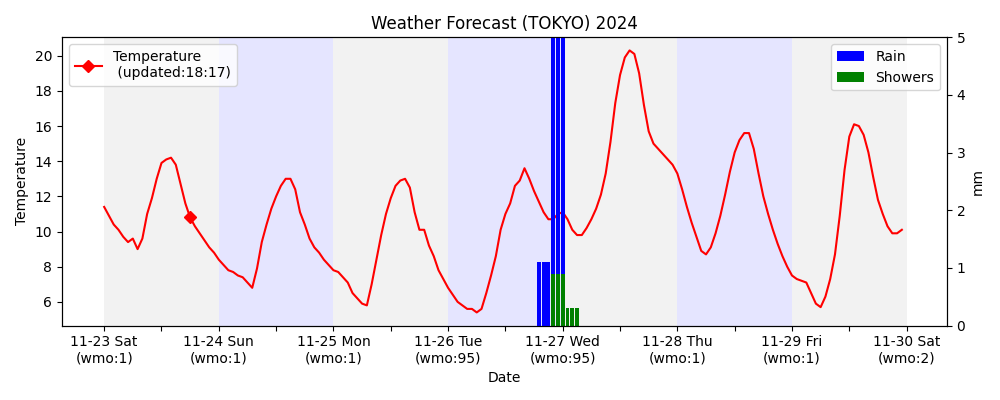 Weather Forecast (TOKYO) 2024
Temperature
(updated:18:17)
Rain
Showers
20
18
16
14
12
10
8
6
Temperature
5
4
3
2
1
0
mm
11-23 Sat
(wmo:1)
11-24 Sun
(wmo:1)
11-25 Mon
(wmo:1)
11-26 Tue
(wmo:95)
11-27 Wed
(wmo:95)
11-28 Thu
(wmo:1)
11-29 Fri
(wmo:1)
11-30 Sat
(wmo:2)
Date